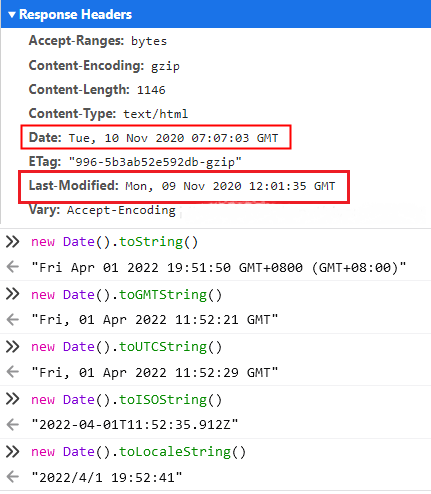 Response Headers
Accept-Ranges: bytes
Content-Encoding: gzip
Content-Length: 1146
Content-Type: text/html
Date: Tue, 10 Nov 2020 07:07:03 GMT
ETag: "996-5b3ab52e592db-gzip"
Last-Modified: Mon, 09 Nov 2020 12:01:35 GMT
Vary: Accept-Encoding
new Date().toString()
"Fri Apr 01 2022 19:51:50 GMT+0800 (GMT+08:00)"
new Date().toGMTString()
"Fri, 01 Apr 2022 11:52:21 GMT"
new Date().toUTCString()
"Fri, 01 Apr 2022 11:52:29 GMT"
new Date().toISOString()
"2022-04-01T11:52:35.912Z"
new Date().toLocaleString()
"2022/4/1 19:52:41"